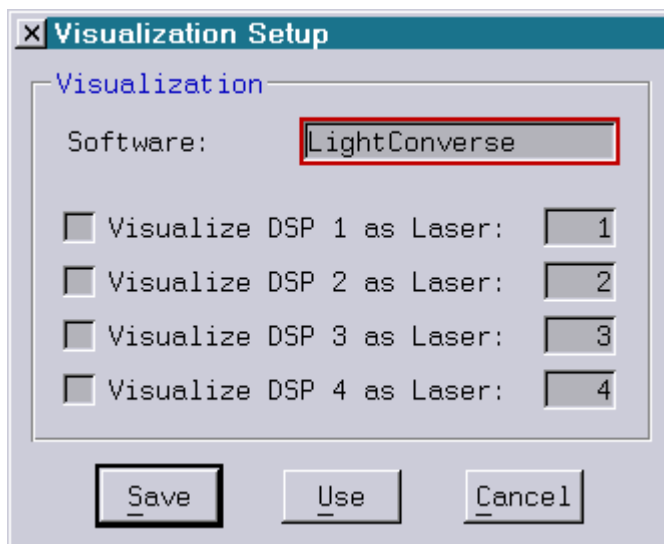 Visualization Setup
Visualization
Software: LightConverse
Visualize DSP 1 as Laser: 1
Visualize DSP 2 as Laser: 2
Visualize DSP 3 as Laser: 3
Visualize DSP 4 as Laser: 4
Save Use Cancel